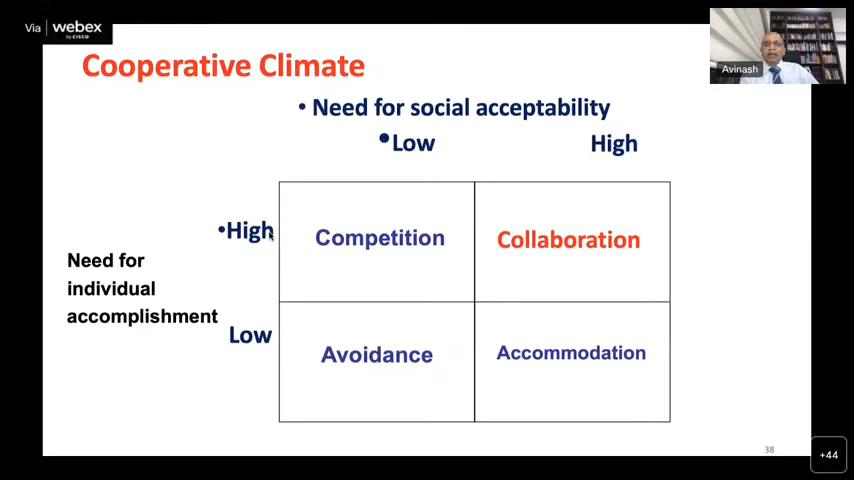 Via webex
by CISCO
Avinash
Cooperative Climate
• Need for social acceptability
•Low High
•High
Competition Collaboration
Need for
individual
accomplishment
Low
Avoidance Accommodation
38
+44